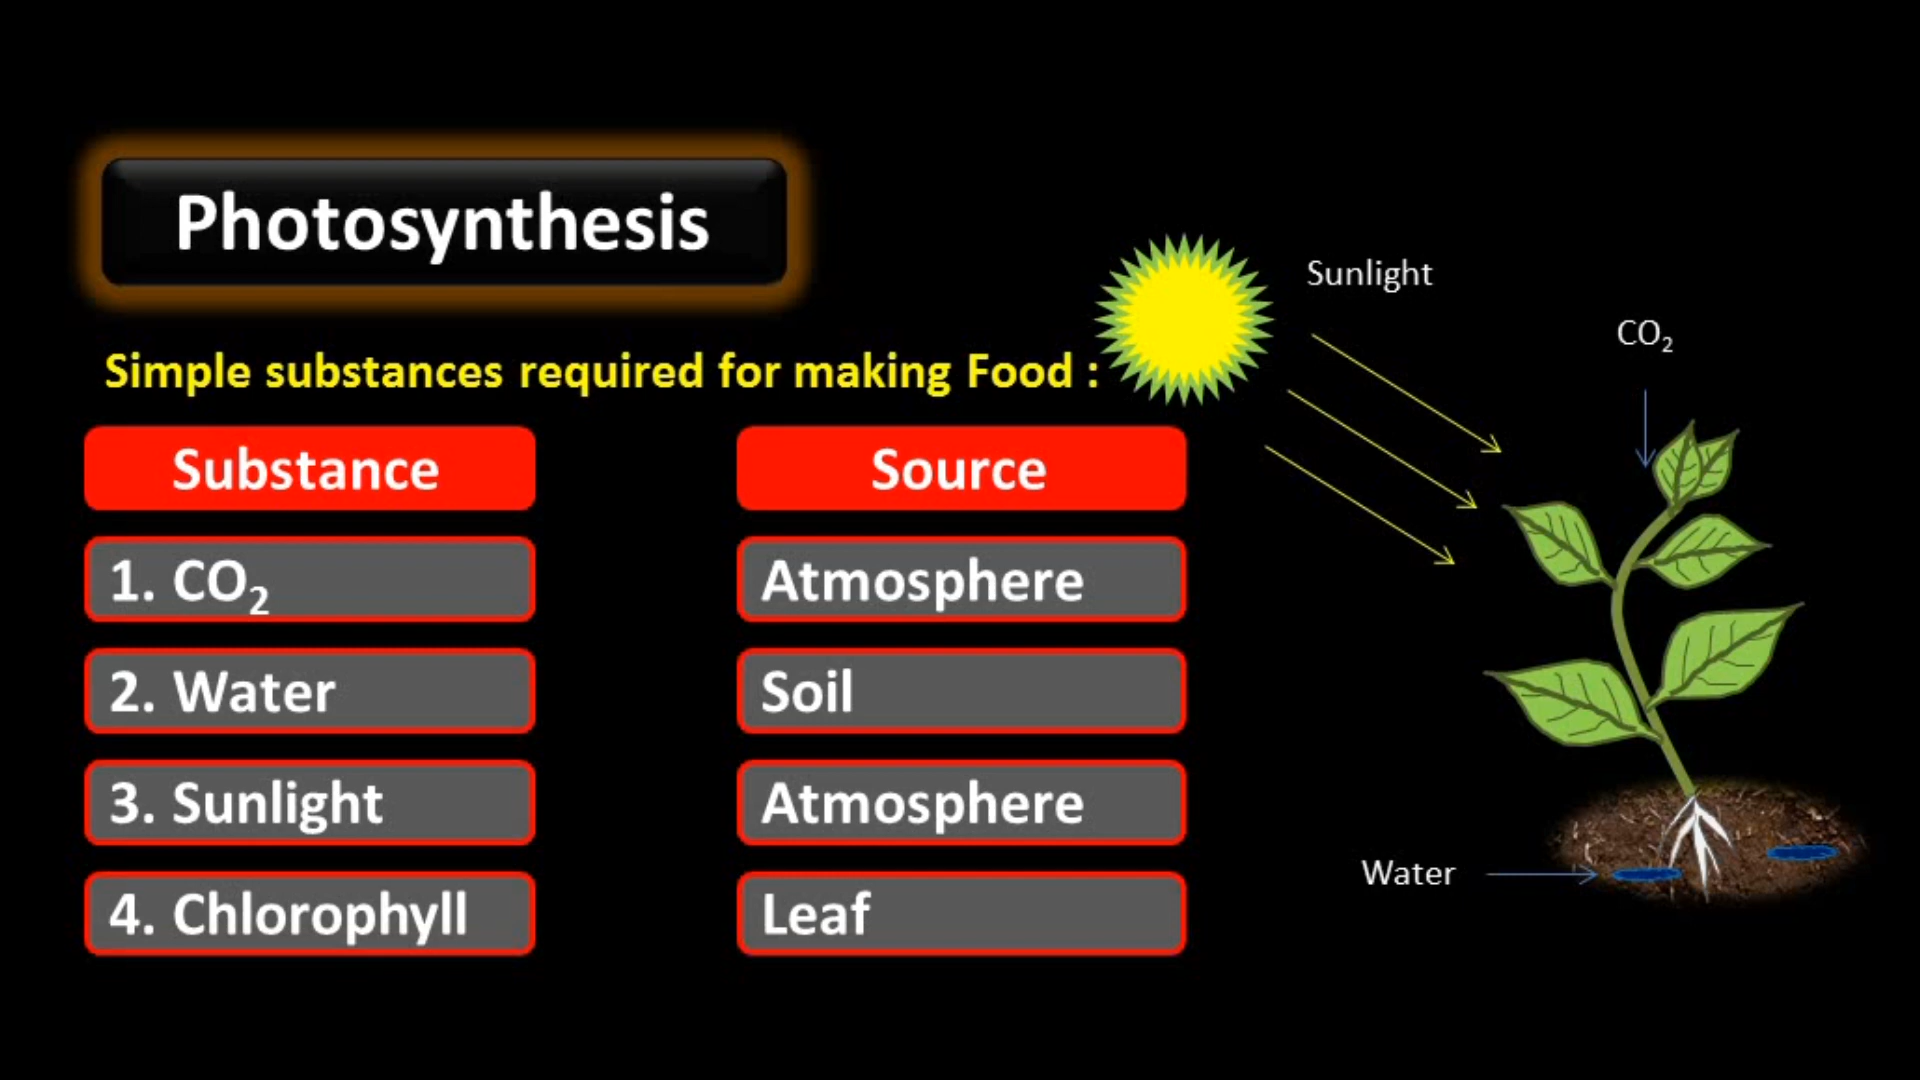 Photosynthesis
Simple substances required for making Food :
Substance
Source
1. CO₂
Atmosphere
2. Water
Soil
3. Sunlight
Atmosphere
4. Chlorophyll
Leaf
Sunlight
CO₂
Water